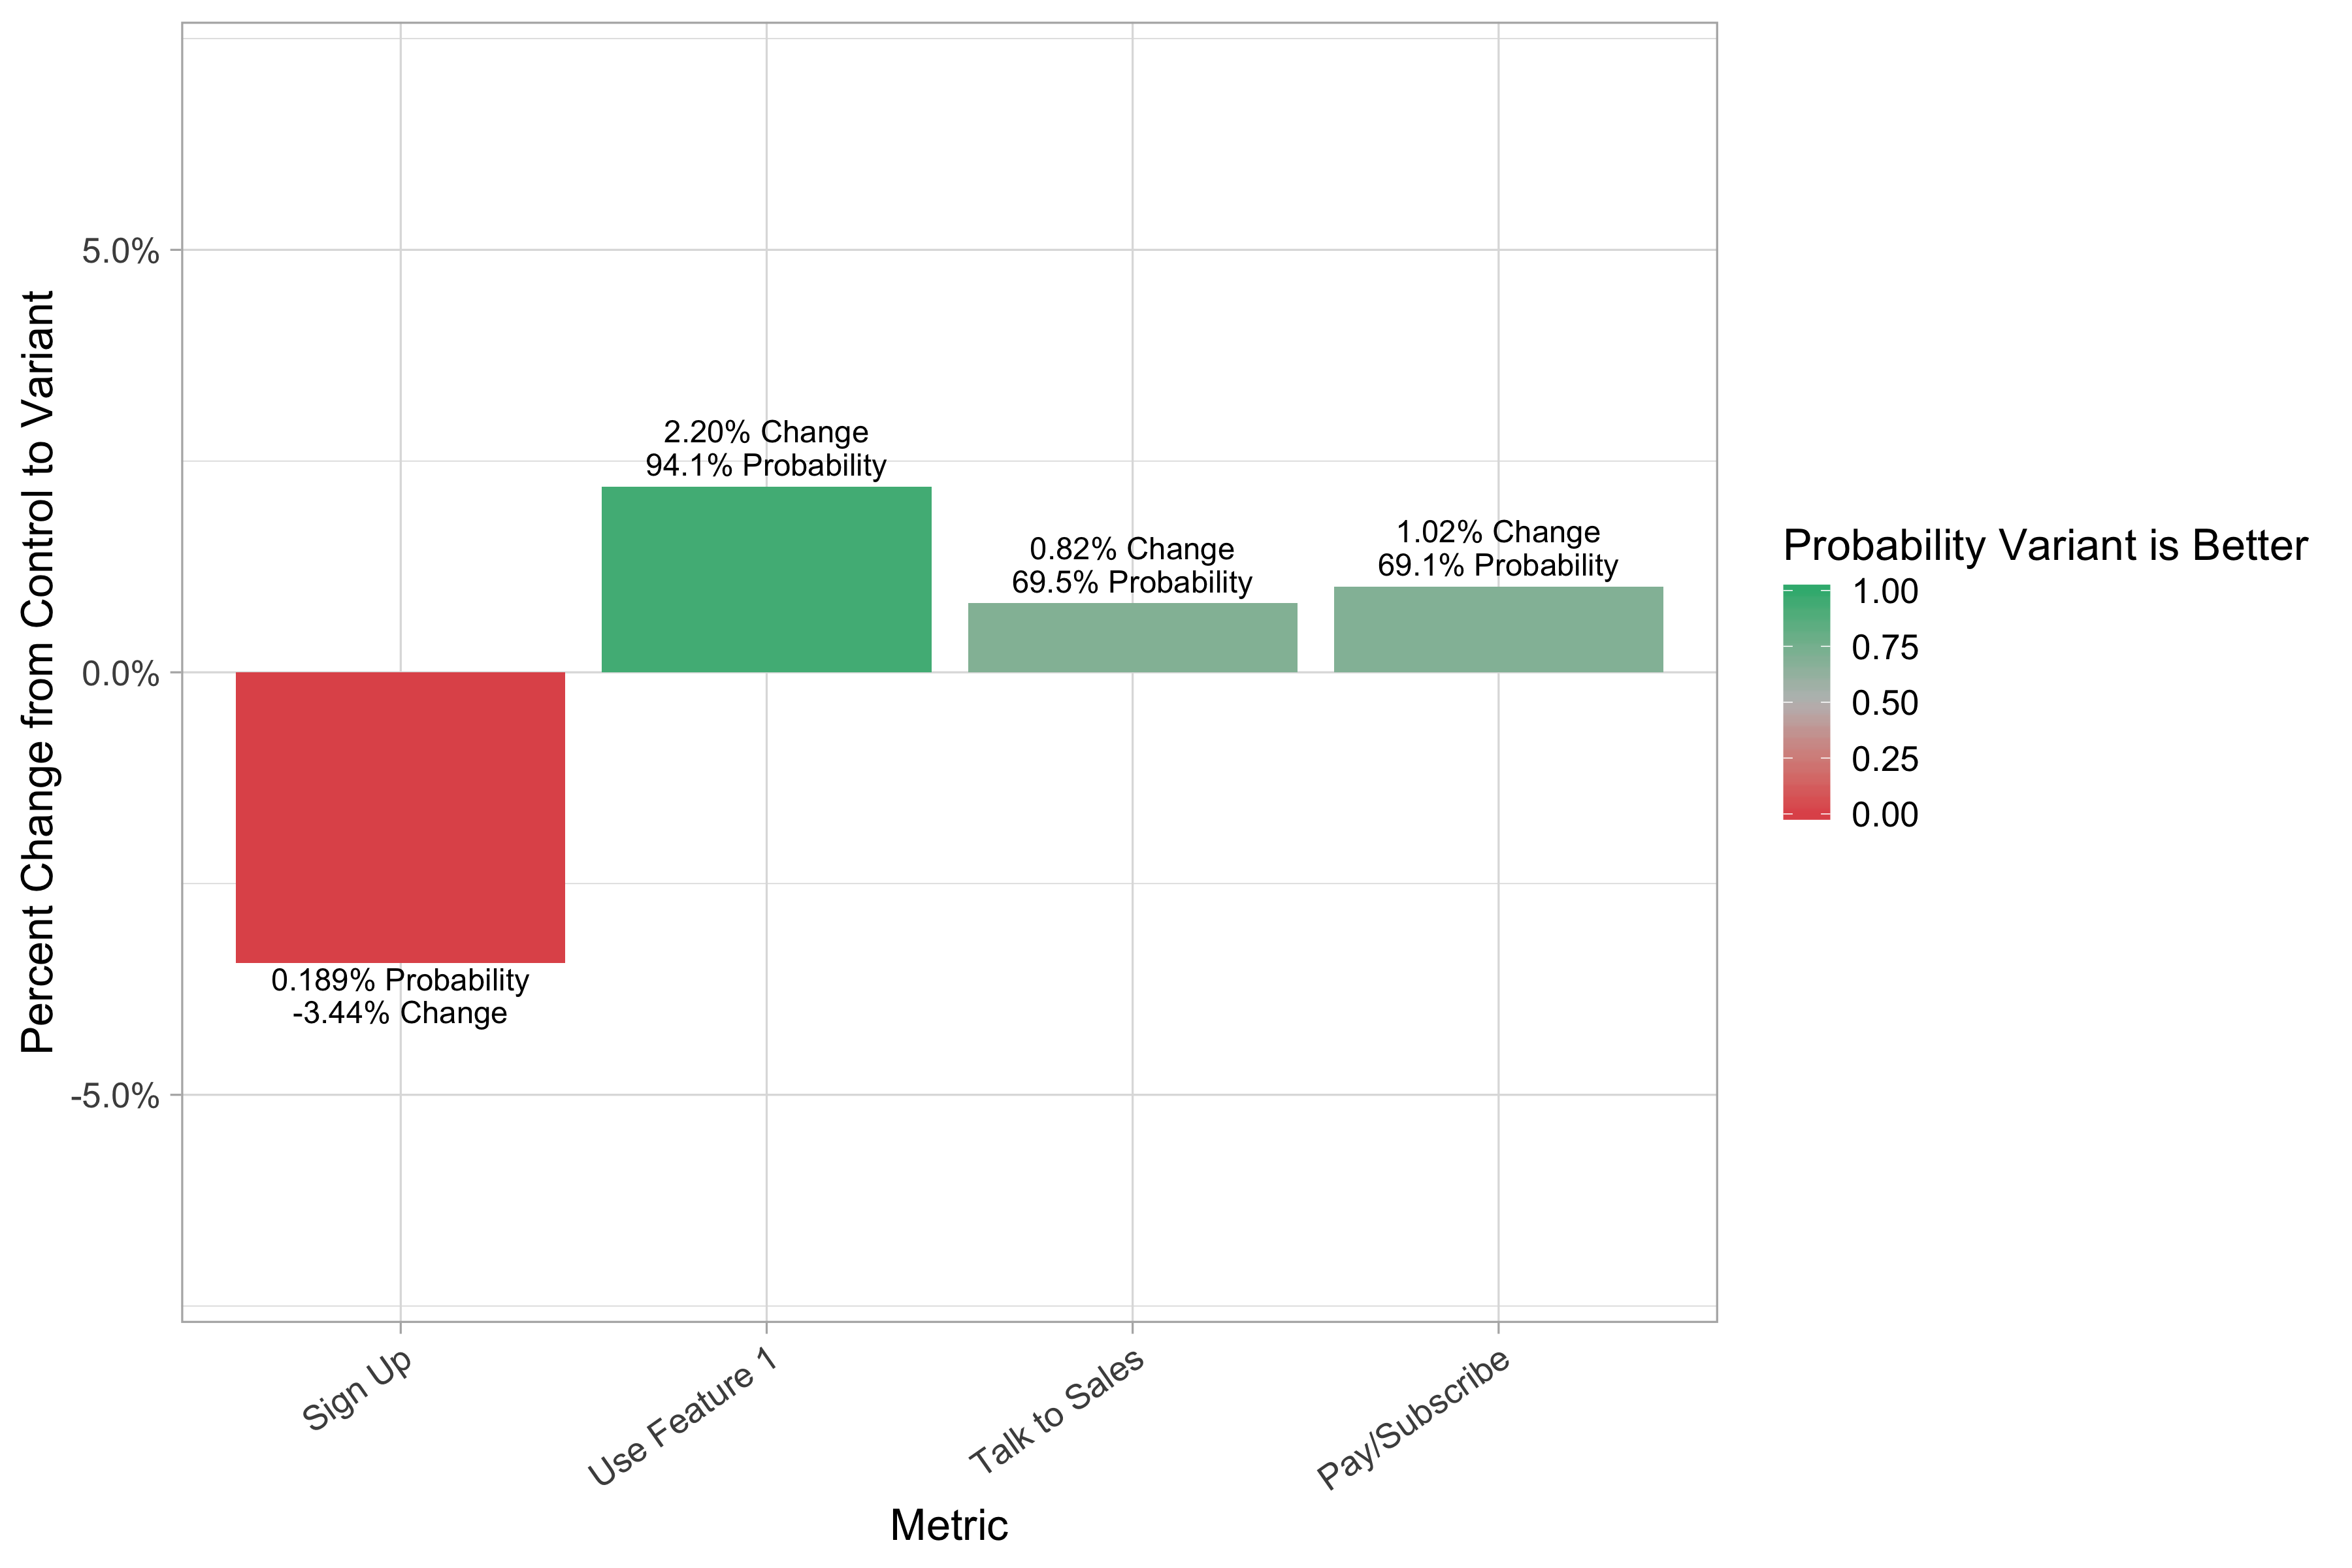 Percent Change from Control to Variant
5.0%
0.0%
-5.0%
0.189% Probability
-3.44% Change
2.20% Change
94.1% Probability
0.82% Change
69.5% Probability
1.02% Change
69.1% Probability
Sign Up
Use Feature 1
Talk to Sales
Pay/Subscribe
Metric
Probability Variant is Better
1.00
0.75
0.50
0.25
0.00